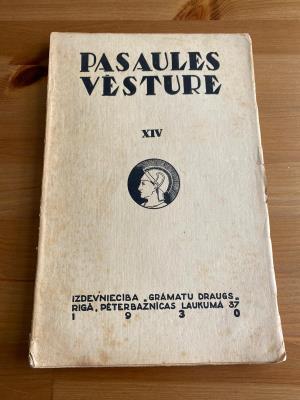 PASAULES
VĒSTURE
XIV
IZDEVNIECĪBA „GRĀMATU DRAUGS„
RĪGĀ, PĒTERBAZNĪCAS LAUKUMĀ 37
1 9 3 0